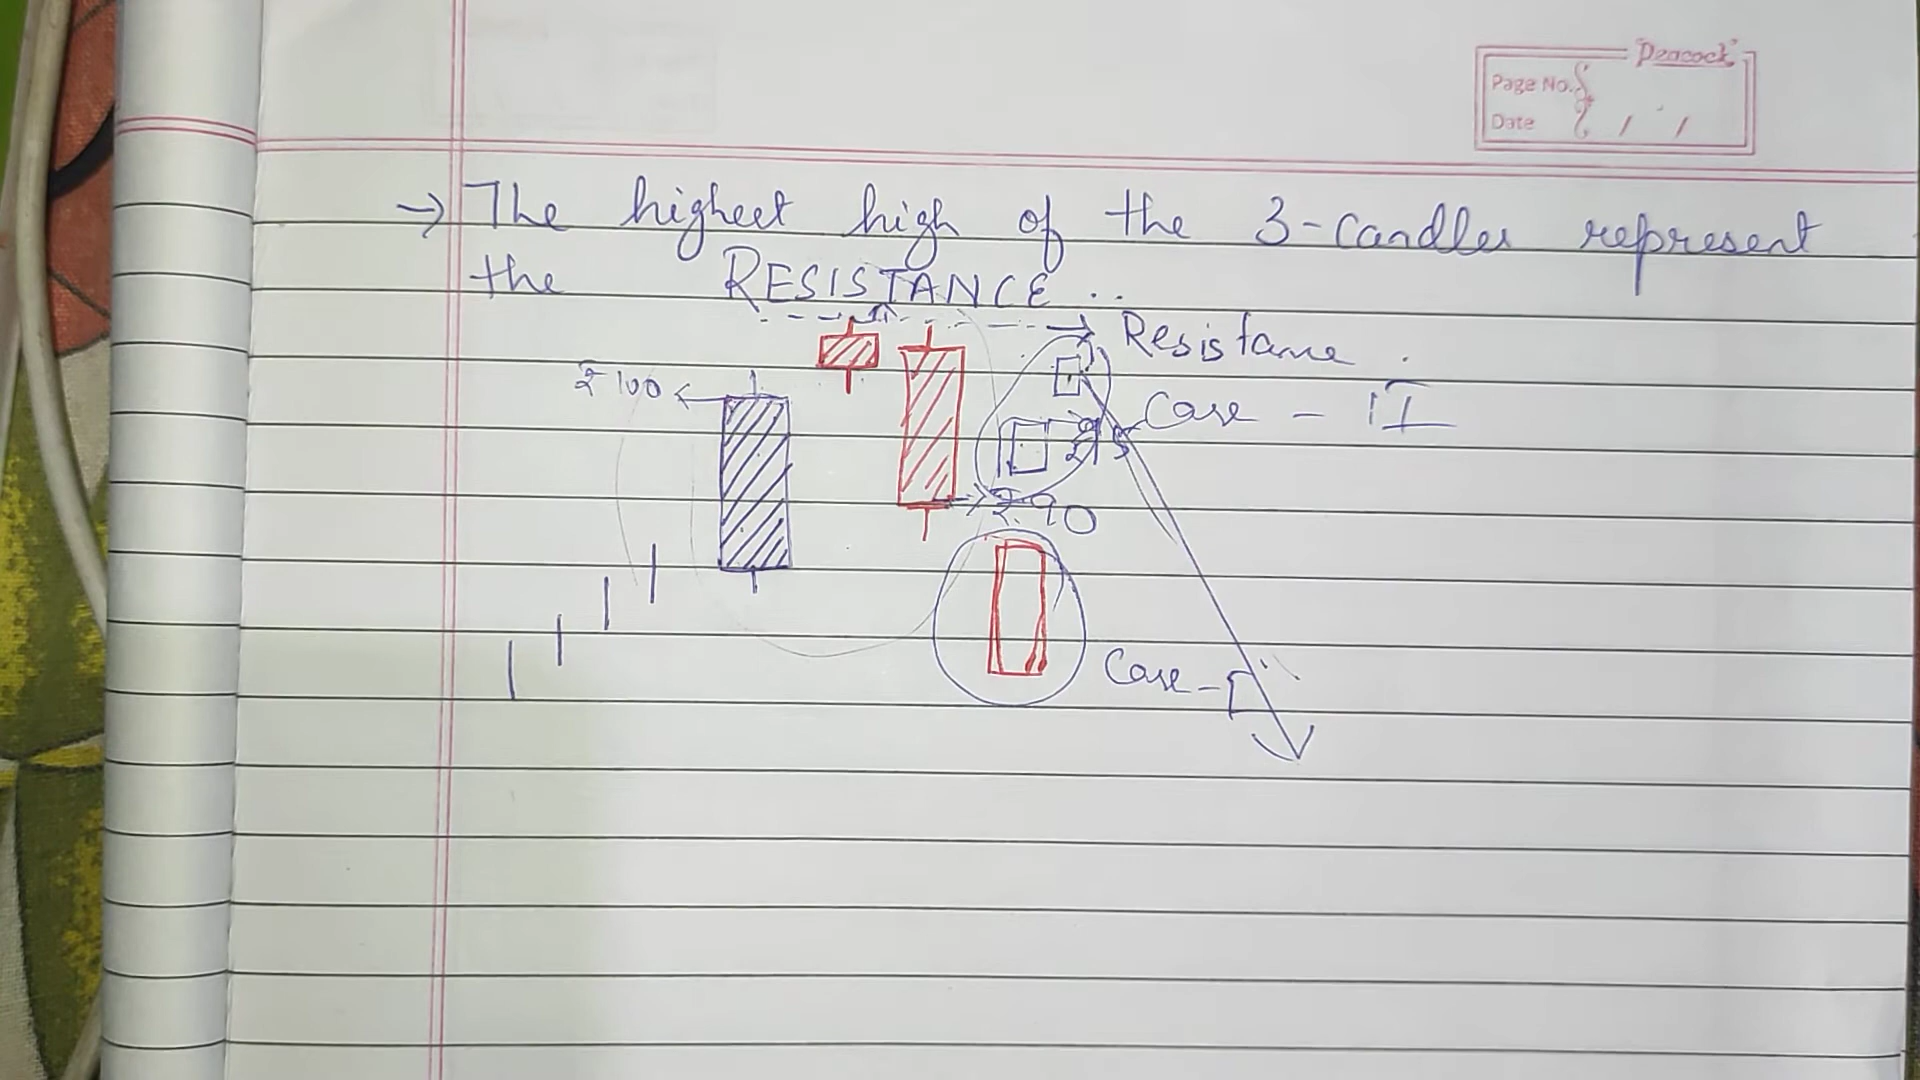 "Peacock"
Page No.
Date / /
→ The highest high of the 3-candles represent
the RESISTANCE..
Resistance.
₹100
Case - II
₹95
₹.90
Case - I